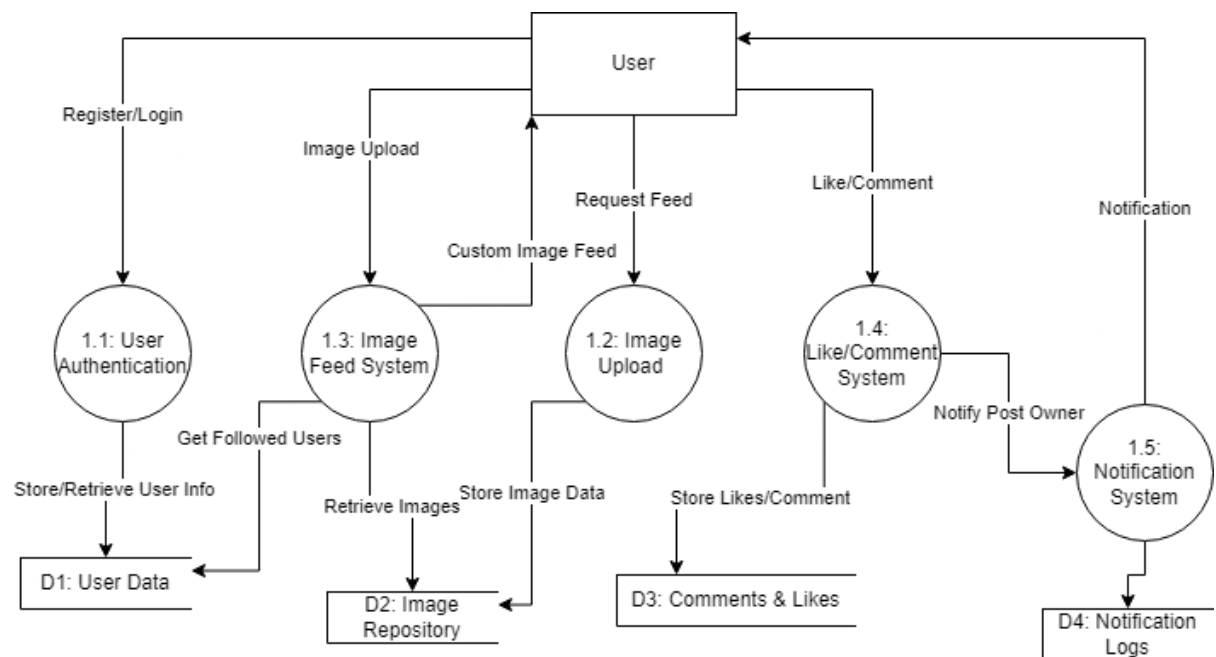 User
Register/Login
Image Upload
Like/Comment
Request Feed
Notification
Custom Image Feed
1.1: User
Authentication
1.3: Image
Feed System
1.2: Image
Upload
1.4:
Like/Comment
System
Notify Post Owner
Get Followed Users
1.5:
Notification
System
Store/Retrieve User Info
Retrieve Images
Store Image Data
Store Likes/Comment
D1: User Data
D2: Image
Repository
D3: Comments & Likes
D4: Notification
Logs